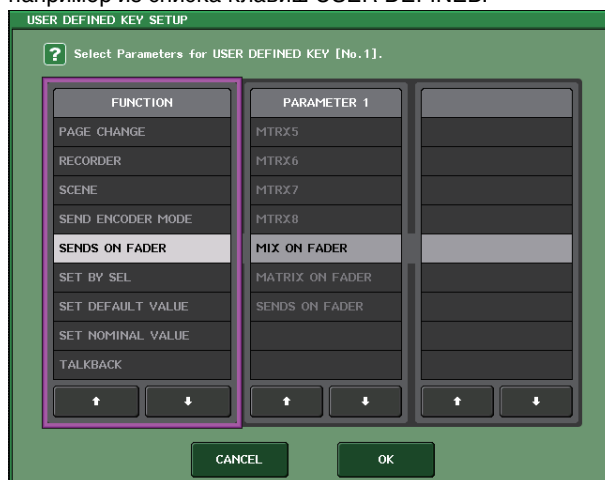 например из списка клавиш USER DEFINED.
USER DEFINED KEY SETUP
? Select Parameters for USER DEFINED KEY [No.1].
FUNCTION
PAGE CHANGE
RECORDER
SCENE
SEND ENCODER MODE
SENDS ON FADER
SET BY SEL
SET DEFAULT VALUE
SET NOMINAL VALUE
TALKBACK
PARAMETER 1
MTRX5
MTRX6
MTRX7
MTRX8
MIX ON FADER
MATRIX ON FADER
SENDS ON FADER
CANCEL
OK